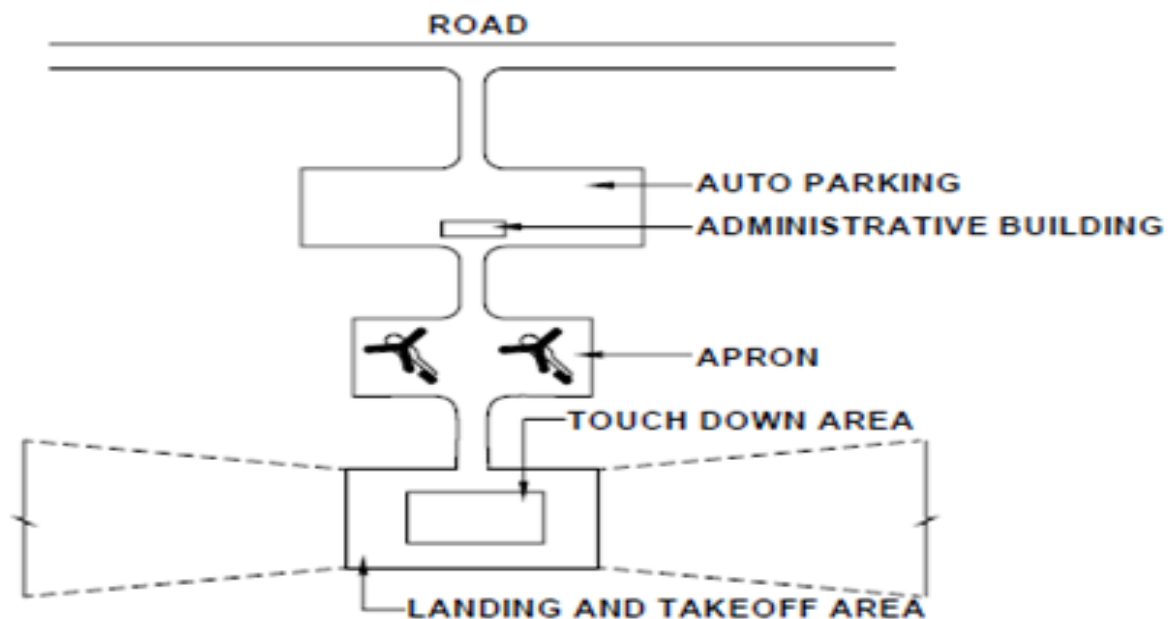 ROAD
AUTO PARKING
ADMINISTRATIVE BUILDING
APRON
TOUCH DOWN AREA
LANDING AND TAKEOFF AREA